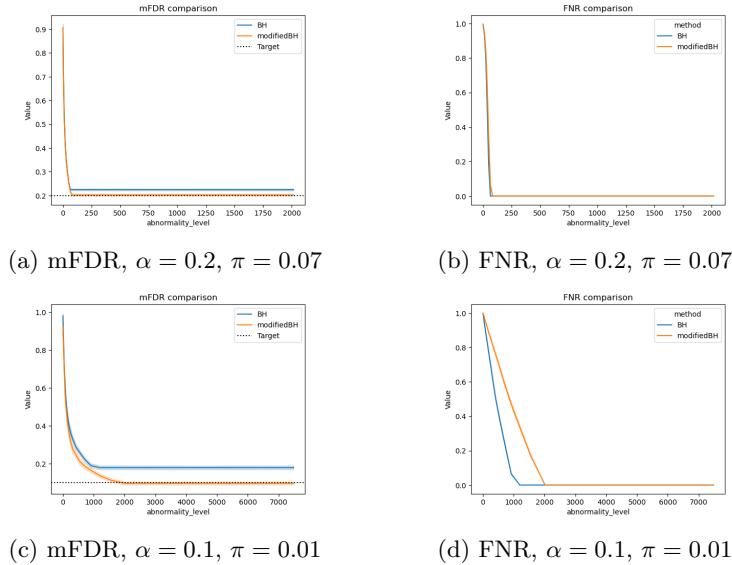 mFDR comparison
BH
modifiedBH
Target
Value
0.9
0.8
0.7
0.6
0.5
0.4
0.3
0.2
0 250 500 750 1000 1250 1500 1750 2000
abnormality_level
(a) mFDR, α = 0.2, π = 0.07
FNR comparison
method
BH
modifiedBH
Value
1.0
0.8
0.6
0.4
0.2
0.0
0 250 500 750 1000 1250 1500 1750 2000
abnormality_level
(b) FNR, α = 0.2, π = 0.07
mFDR comparison
BH
modifiedBH
Target
Value
1.0
0.8
0.6
0.4
0.2
0 1000 2000 3000 4000 5000 6000 7000
abnormality_level
(c) mFDR, α = 0.1, π = 0.01
FNR comparison
method
BH
modifiedBH
Value
1.0
0.8
0.6
0.4
0.2
0.0
0 1000 2000 3000 4000 5000 6000 7000
abnormality_level
(d) FNR, α = 0.1, π = 0.01